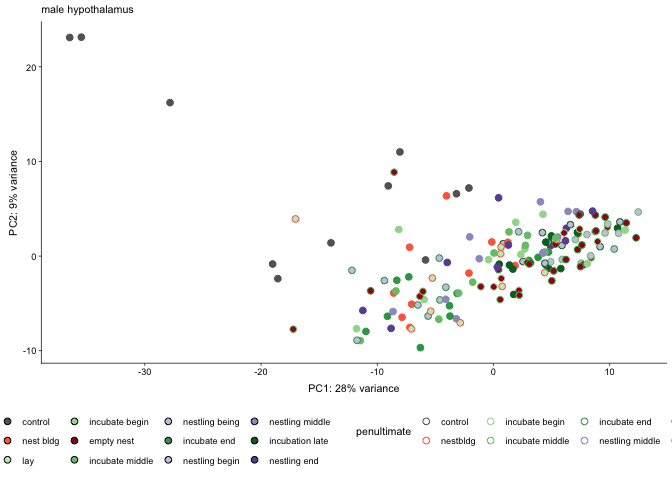 male hypothalamus
20
10
0
-10
PC2: 9% variance
-30
-20
-10
0
10
PC1: 28% variance
control
incubate begin
nestling being
nestling middle
nest bldg
empty nest
incubate end
incubation late
lay
incubate middle
nestling begin
nestling end
penultimate
control
incubate begin
incubate end
nestbldg
incubate middle
nestling middle